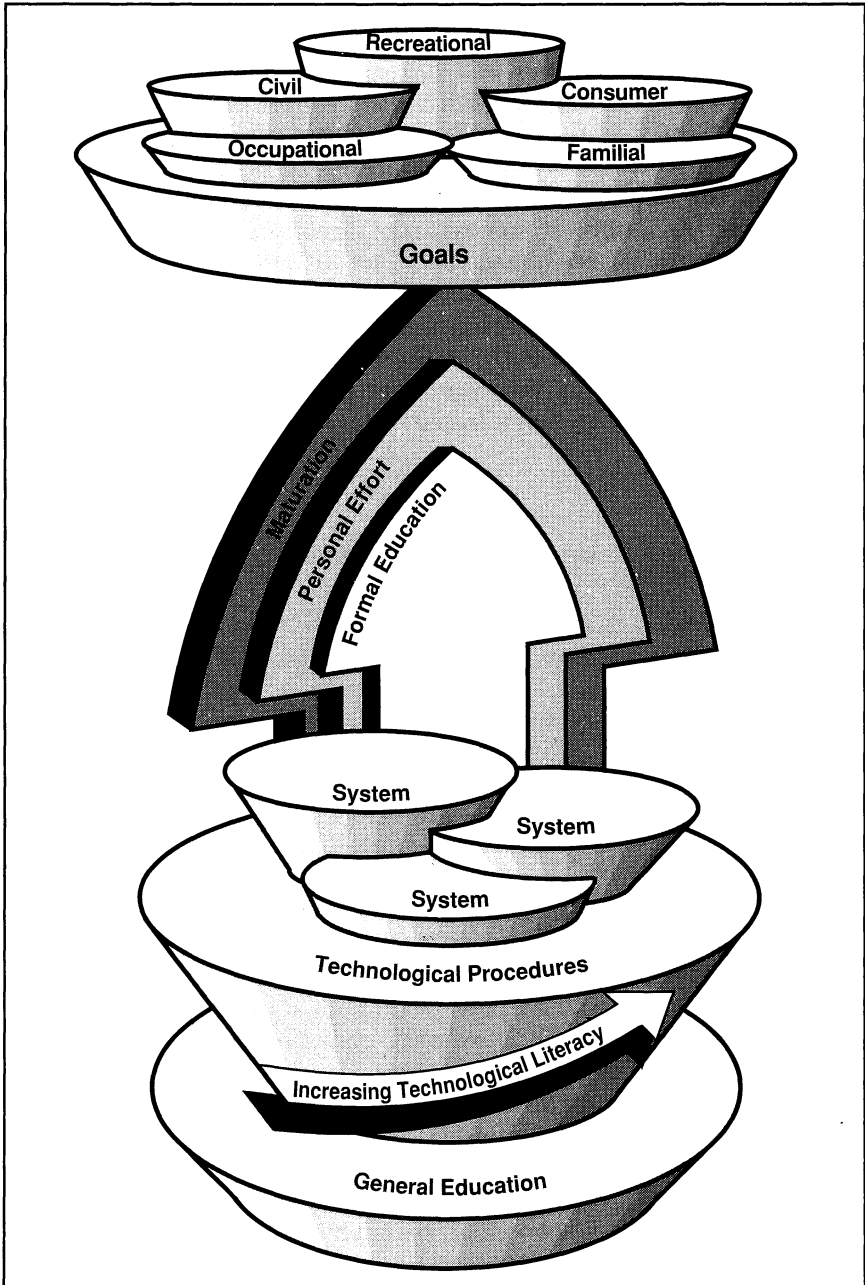 Recreational
Civil
Consumer
Occupational
Familial
Goals
Maturation
Personal Effort
Formal Education
System
System
System
Technological Procedures
Increasing Technological Literacy
General Education